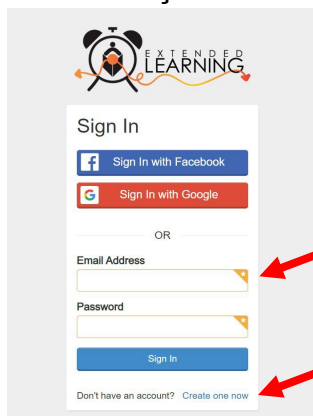 EXTENDED
LEARNING
Sign In
Sign In with Facebook
G Sign In with Google
OR
Email Address
Password
Sign In
Don't have an account? Create one now